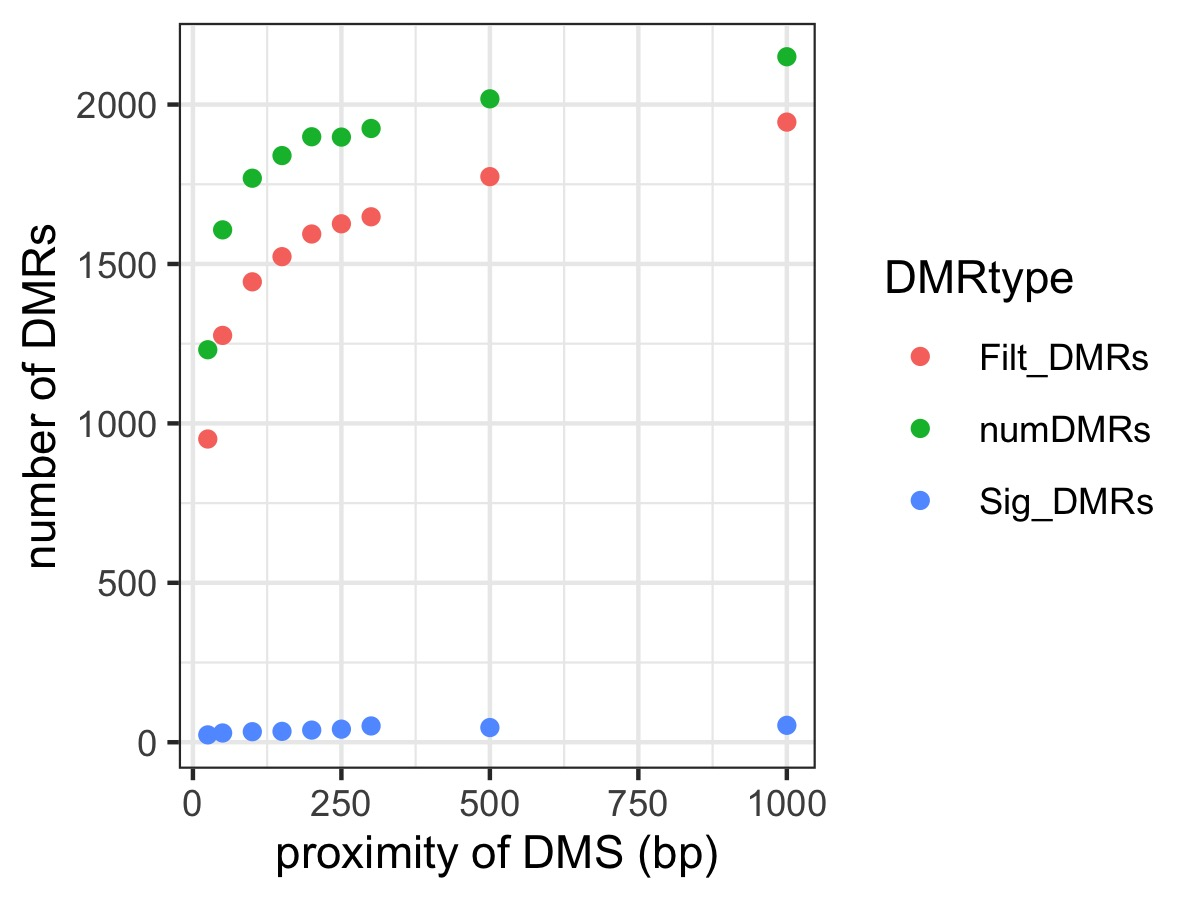 2000
1500
1000
500
0
number of DMRs
0 250 500 750 1000
proximity of DMS (bp)
DMRtype
Filt_DMRs
numDMRs
Sig_DMRs